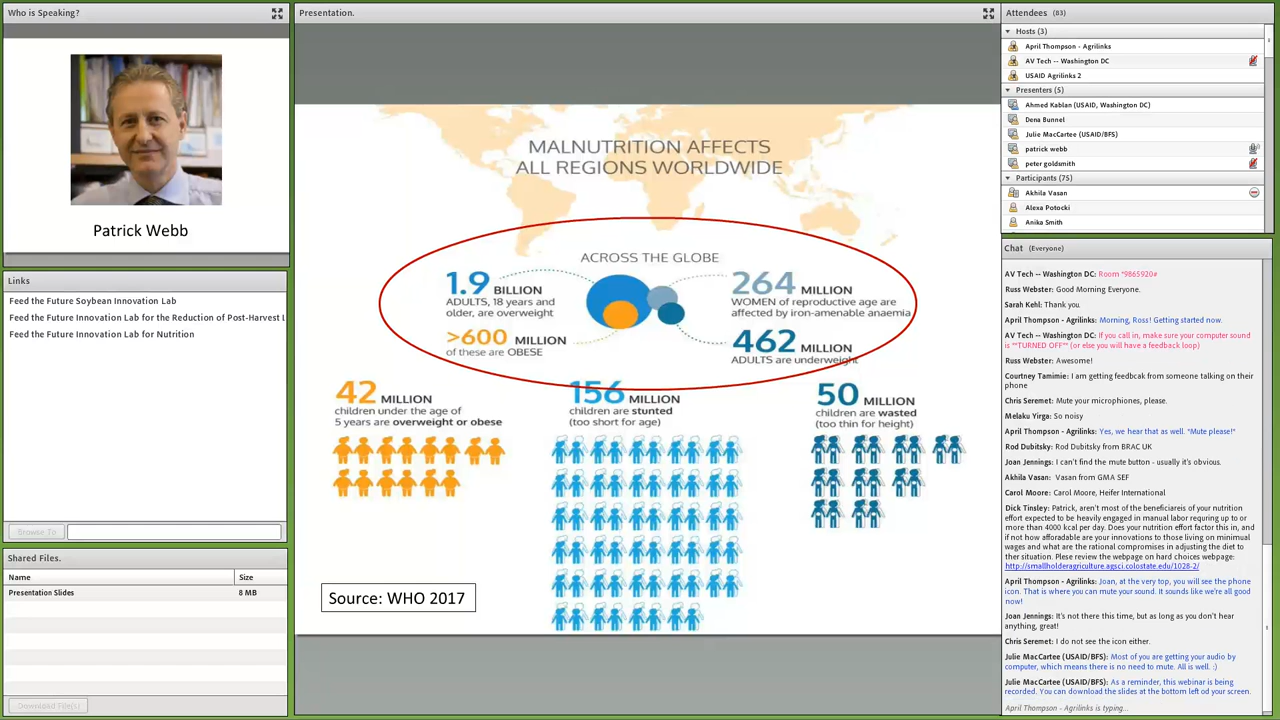 Who is Speaking?
Patrick Webb
Links
Feed the Future Soybean Innovation Lab
Feed the Future Innovation Lab for the Reduction of Post-Harvest L
Feed the Future Innovation Lab for Nutrition
Browse To
Shared Files.
Name Size
Presentation Slides 8 MB
Download File(s)
Presentation.
MALNUTRITION AFFECTS
ALL REGIONS WORLDWIDE
ACROSS THE GLOBE
1.9 BILLION
ADULTS, 18 years and
older, are overweight
>600 MILLION
of these are OBESE
264 MILLION
WOMEN of reproductive age are
affected by iron-amenable anaemia
462 MILLION
ADULTS are underweight
42 MILLION
children under the age of
5 years are overweight or obese
156 MILLION
children are stunted
(too short for age)
50 MILLION
children are wasted
(too thin for height)
Source: WHO 2017
Attendees (83)
Hosts (3)
April Thompson - Agrilinks
AV Tech -- Washington DC
USAID Agrilinks 2
Presenters (5)
Ahmed Kablan (USAID, Washington DC)
Dena Bunnel
Julie MacCartee (USAID/BFS)
patrick webb
peter goldsmith
Participants (75)
Akhila Vasan
Alexa Potocki
Anika Smith
Chat (Everyone)
AV Tech -- Washington DC: Room *9865920#
Russ Webster: Good Morning Everyone.
Sarah Kehl: Thank you.
April Thompson - Agrilinks: Morning, Ross! Getting started now.
AV Tech -- Washington DC: If you call in, make sure your computer sound
is **TURNED OFF** (or else you will have a feedback loop)
Russ Webster: Awesome!
Courtney Tamimie: I am getting feedcak from someone talking on their
phone
Chris Seremet: Mute your microphones, please.
Melaku Yirga: So noisy
April Thompson - Agrilinks: Yes, we hear that as well. "Mute please!"
Rod Dubitsky: Rod Dubitsky from BRAC UK
Joan Jennings: I can't find the mute button - usually it's obvious.
Akhila Vasan: Vasan from GMA SEF
Carol Moore: Carol Moore, Heifer International
Dick Tinsley: Patrick, aren't most of the beneficiareis of your nutrition
effort expected to be heavily engaged in manual labor requring up to or
more than 4000 kcal per day. Does your nutrition effort factor this in, and
if not how affaradable are your innovations to those living on minimual
wages and what are the rational compromises in adjusting the diet to
ther situation. Plese review the webpage on hard choices webpage:
http://smallholderagriculture.agsci.colostate.edu/1028-2/
April Thompson - Agrilinks: Joan, at the very top, you will see the phone
icon. That is where you can mute your sound. It sounds like we're all good
now!
Joan Jennings: It's not there this time, but as long as you don't hear
anything, great!
Chris Seremet: I do not see the icon either.
Julie MacCartee (USAID/BFS): Most of you are getting your audio by
computer, which means there is no need to mute. All is well. :)
Julie MacCartee (USAID/BFS): As a reminder, this webinar is being
recorded. You can download the slides at the bottom left od your screen.
April Thompson - Agrilinks is typing...